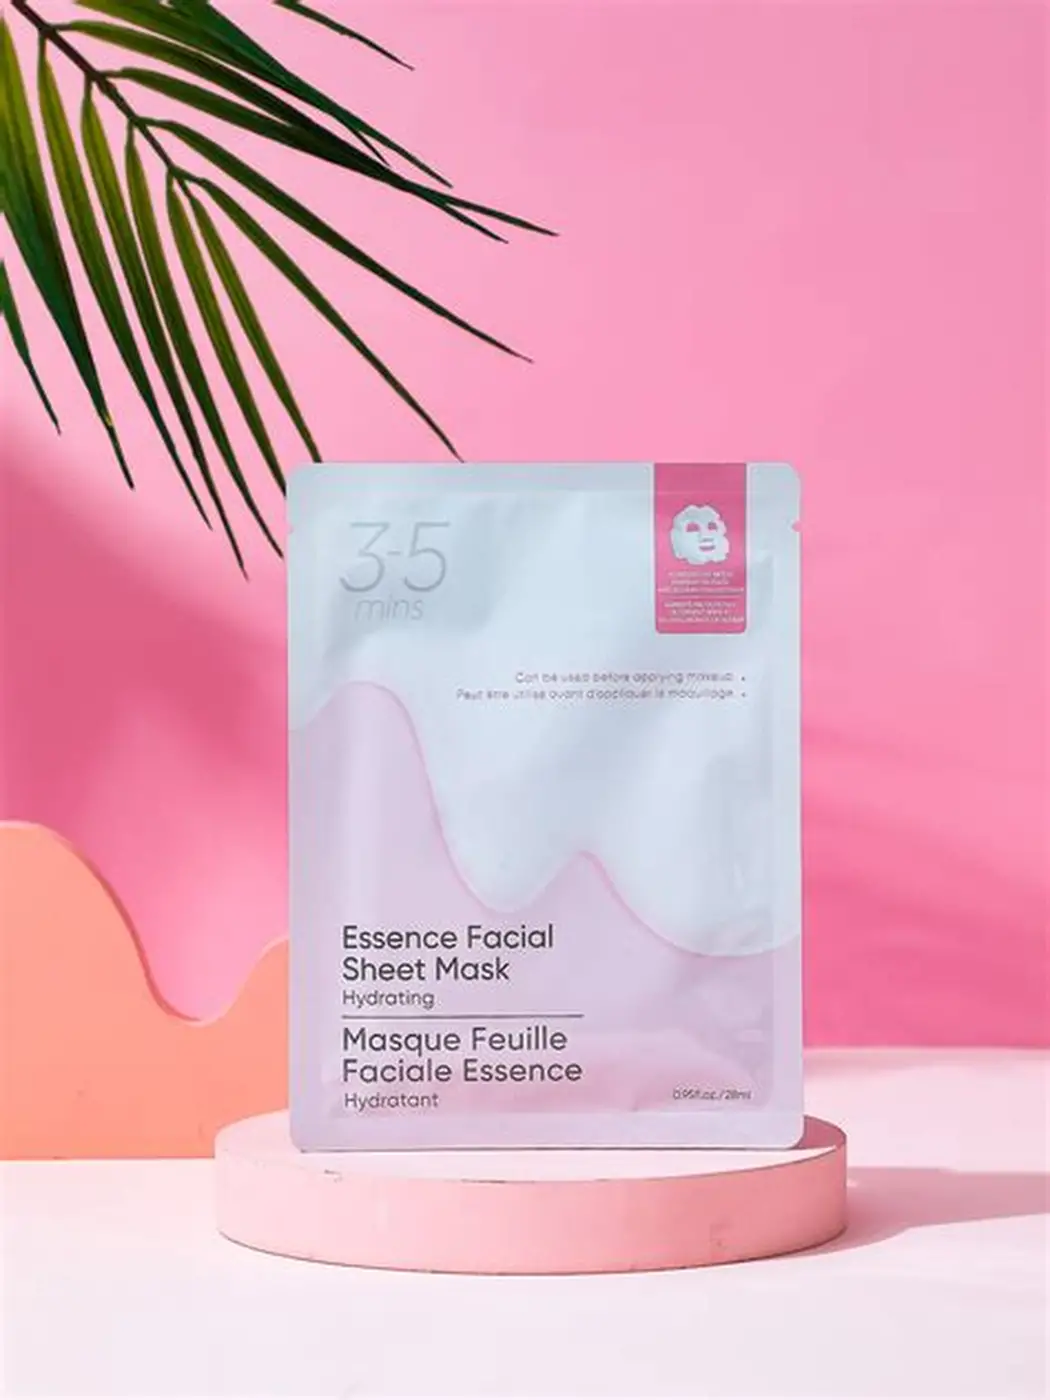 3-5
mins
Can be used before applying makeup.
Peut être utilisé avant d'appliquer le maquillage.
Essence Facial
Sheet Mask
Hydrating
Masque Feuille
Faciale Essence
Hydratant
0.95fl.oz./28ml